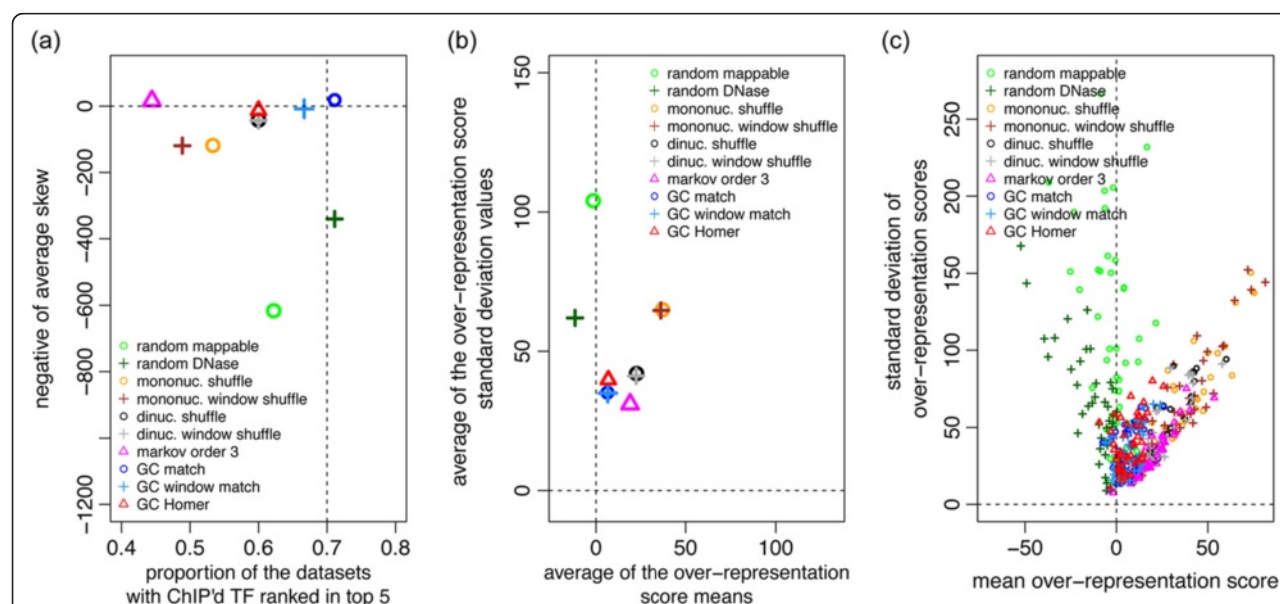 (a)
negative of average skew
0
−200
−400
−600
−800
−1200
random mappable
random DNase
mononuc. shuffle
mononuc. window shuffle
dinuc. shuffle
dinuc. window shuffle
markov order 3
GC match
GC window match
GC Homer
0.4 0.5 0.6 0.7 0.8
proportion of the datasets
with ChIP'd TF ranked in top 5
(b)
average of the over−representation score
standard deviation values
150
100
50
0
random mappable
random DNase
mononuc. shuffle
mononuc. window shuffle
dinuc. shuffle
dinuc. window shuffle
markov order 3
GC match
GC window match
GC Homer
0 50 100
average of the over−representation
score means
(c)
standard deviation of
over−representation scores
250
200
150
100
50
0
random mappable
random DNase
mononuc. shuffle
mononuc. window shuffle
dinuc. shuffle
dinuc. window shuffle
markov order 3
GC match
GC window match
GC Homer
−50 0 50
mean over−representation score